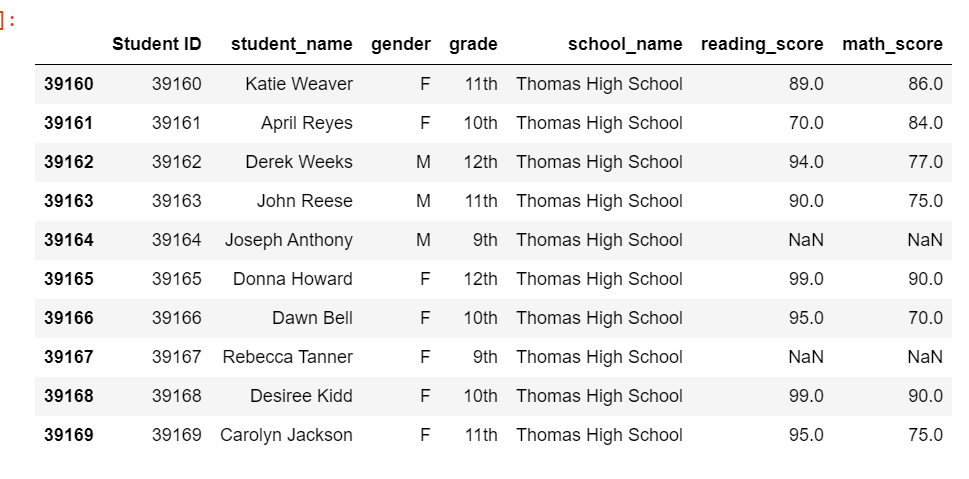 ]:
Student ID student_name gender grade school_name reading_score math_score
39160 39160 Katie Weaver F 11th Thomas High School 89.0 86.0
39161 39161 April Reyes F 10th Thomas High School 70.0 84.0
39162 39162 Derek Weeks M 12th Thomas High School 94.0 77.0
39163 39163 John Reese M 11th Thomas High School 90.0 75.0
39164 39164 Joseph Anthony M 9th Thomas High School NaN NaN
39165 39165 Donna Howard F 12th Thomas High School 99.0 90.0
39166 39166 Dawn Bell F 10th Thomas High School 95.0 70.0
39167 39167 Rebecca Tanner F 9th Thomas High School NaN NaN
39168 39168 Desiree Kidd F 10th Thomas High School 99.0 90.0
39169 39169 Carolyn Jackson F 11th Thomas High School 95.0 75.0